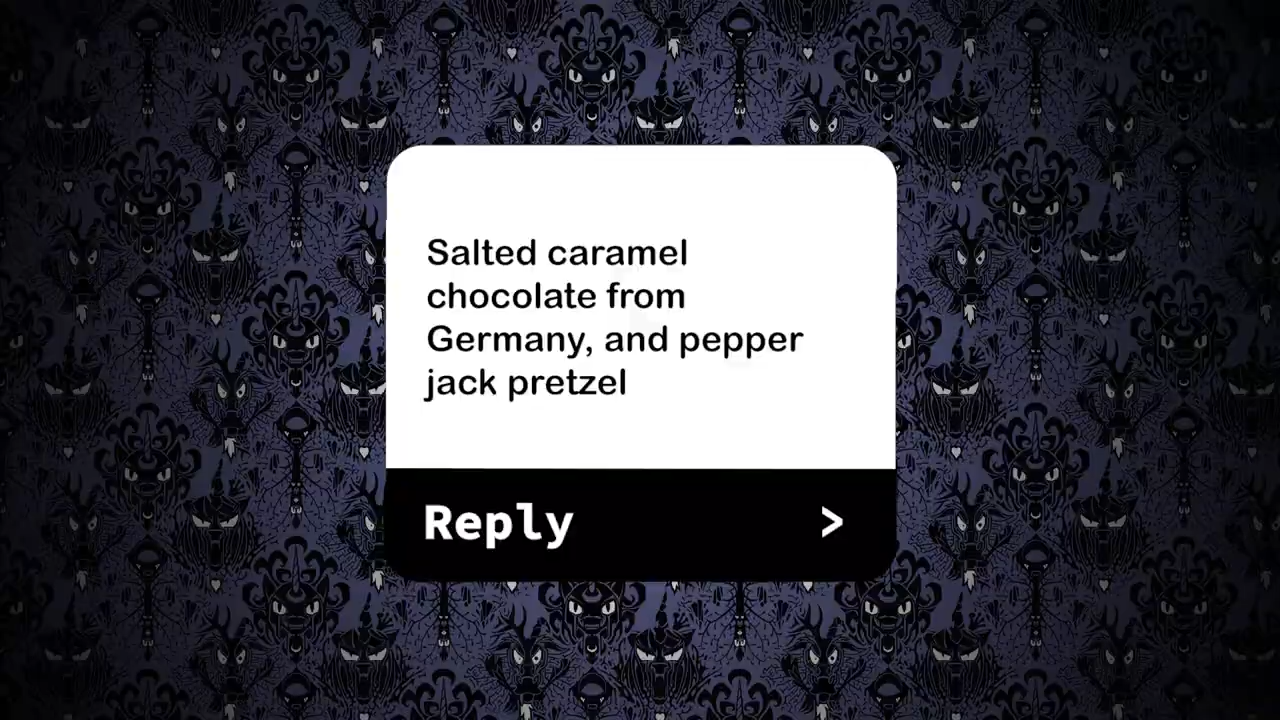 Salted caramel
chocolate from
Germany, and pepper
jack pretzel
Reply >